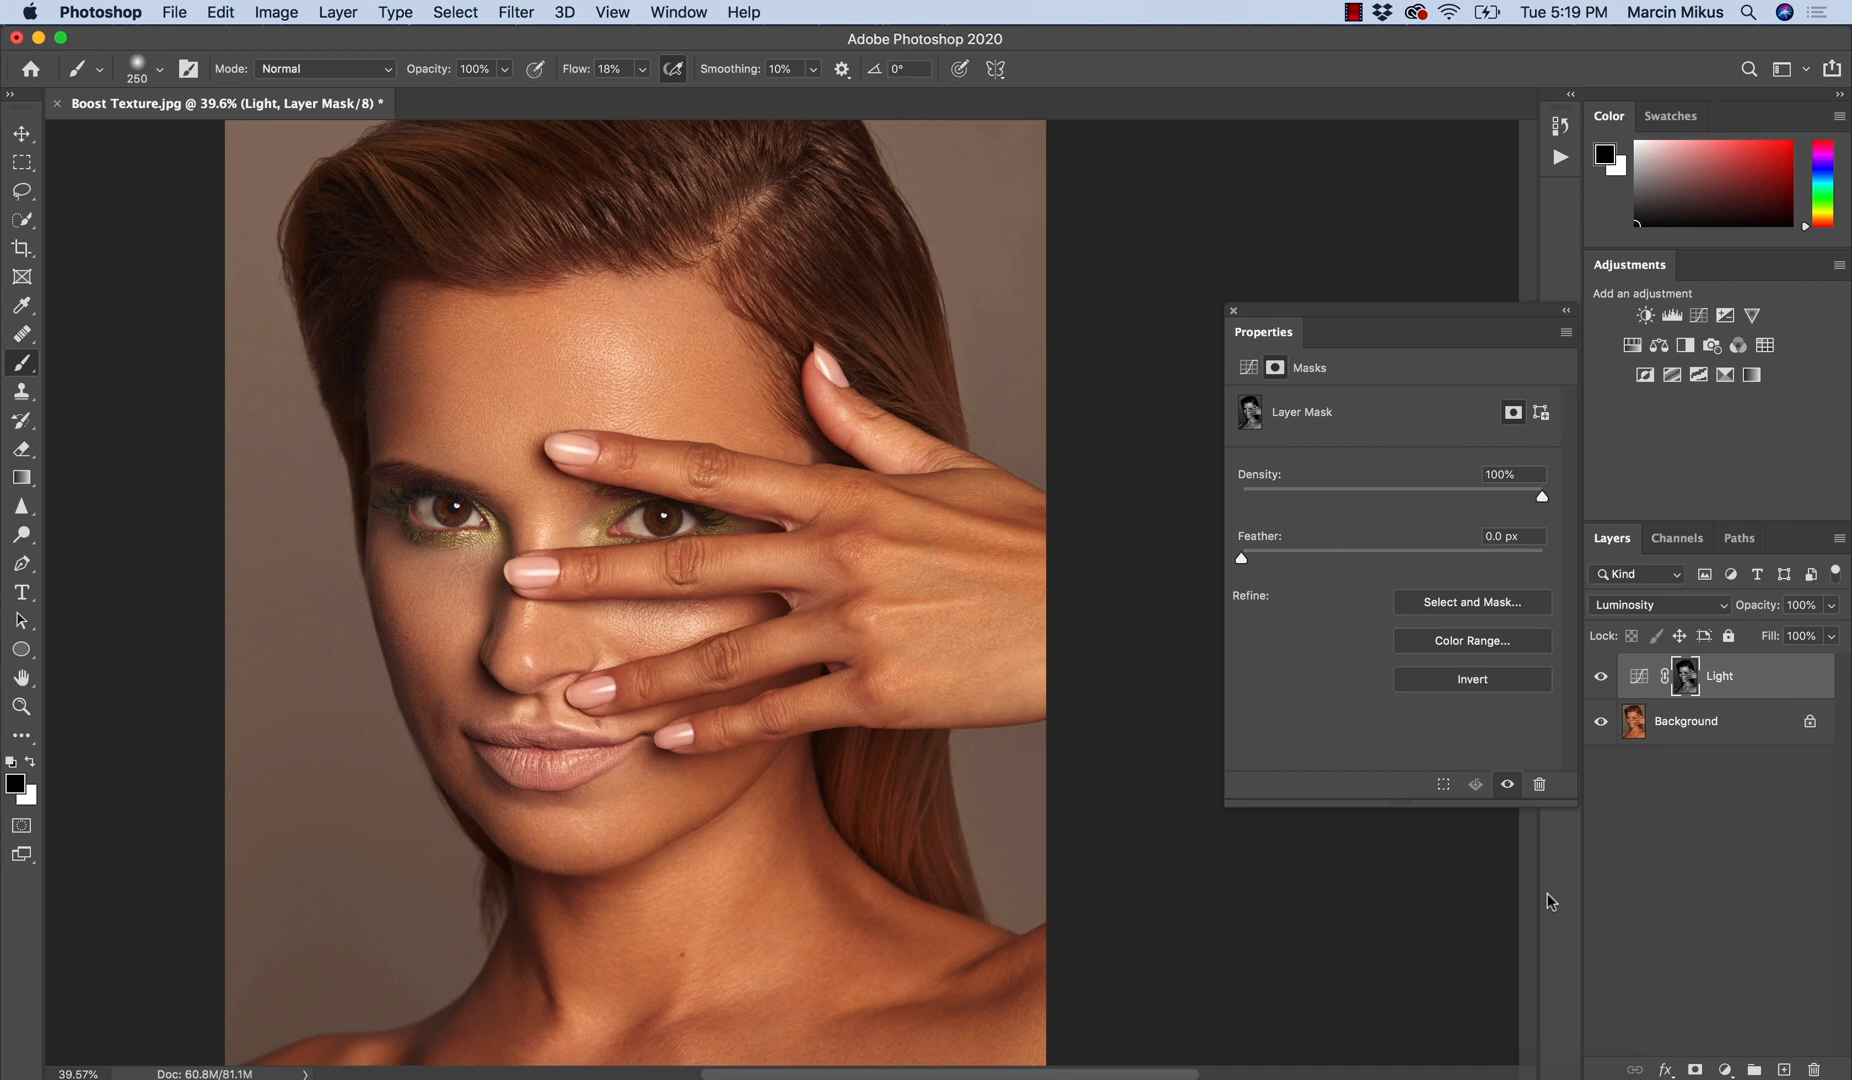 Photoshop File Edit Image Layer Type Select Filter 3D View Window Help Tue 5:19 PM Marcin Mikus
Adobe Photoshop 2020
250 Mode: Normal Opacity: 100% Flow: 18% Smoothing: 10% 0°
Boost Texture.jpg @ 39.6% (Light, Layer Mask/8) *
Color Swatches
Adjustments
Add an adjustment
Properties
Masks
Layer Mask
Density: 100%
Feather: 0.0 px
Refine: Select and Mask...
Color Range...
Invert
Layers Channels Paths
Kind
Luminosity Opacity: 100%
Lock: Fill: 100%
Light
Background
39.57% Doc: 60.8M/81.1M